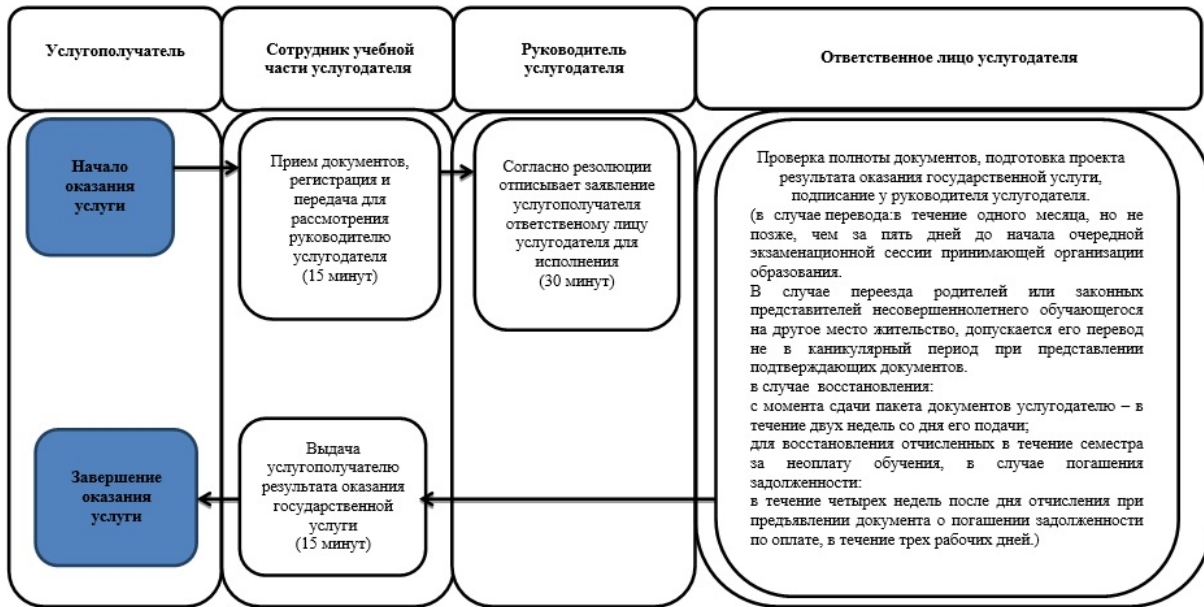 Услугополучатель
Сотрудник учебной
части услугодателя
Руководитель
услугодателя
Ответственное лицо услугодателя
Начало
оказания
услуги
Прием документов,
регистрация и
передача для
рассмотрения
руководителю
услугодателя
(15 минут)
Согласно резолюции
отписывает заявление
услугополучателя
ответственому лицу
услугодателя для
исполнения
(30 минут)
Проверка полноты документов, подготовка проекта
результата оказания государственной услуги,
подписание у руководителя услугодателя.
(в случае перевода:в течение одного месяца, но не
позже, чем за пять дней до начала очередной
экзаменационной сессии принимающей организации
образования.
В случае переезда родителей или законных
представителей несовершеннолетнего обучающегося
на другое место жительство, допускается его перевод
не в каникулярный период при представлении
подтверждающих документов.
в случае восстановления:
с момента сдачи пакета документов услугодателю – в
течение двух недель со дня его подачи;
для восстановления отчисленных в течение семестра
за неоплату обучения, в случае погашения
задолженности:
в течение четырех недель после дня отчисления при
предъявлении документа о погашении задолженности
по оплате, в течение трех рабочих дней.)
Выдача
услугополучателю
результата оказания
государственной
услуги
(15 минут)
Завершение
оказания
услуги